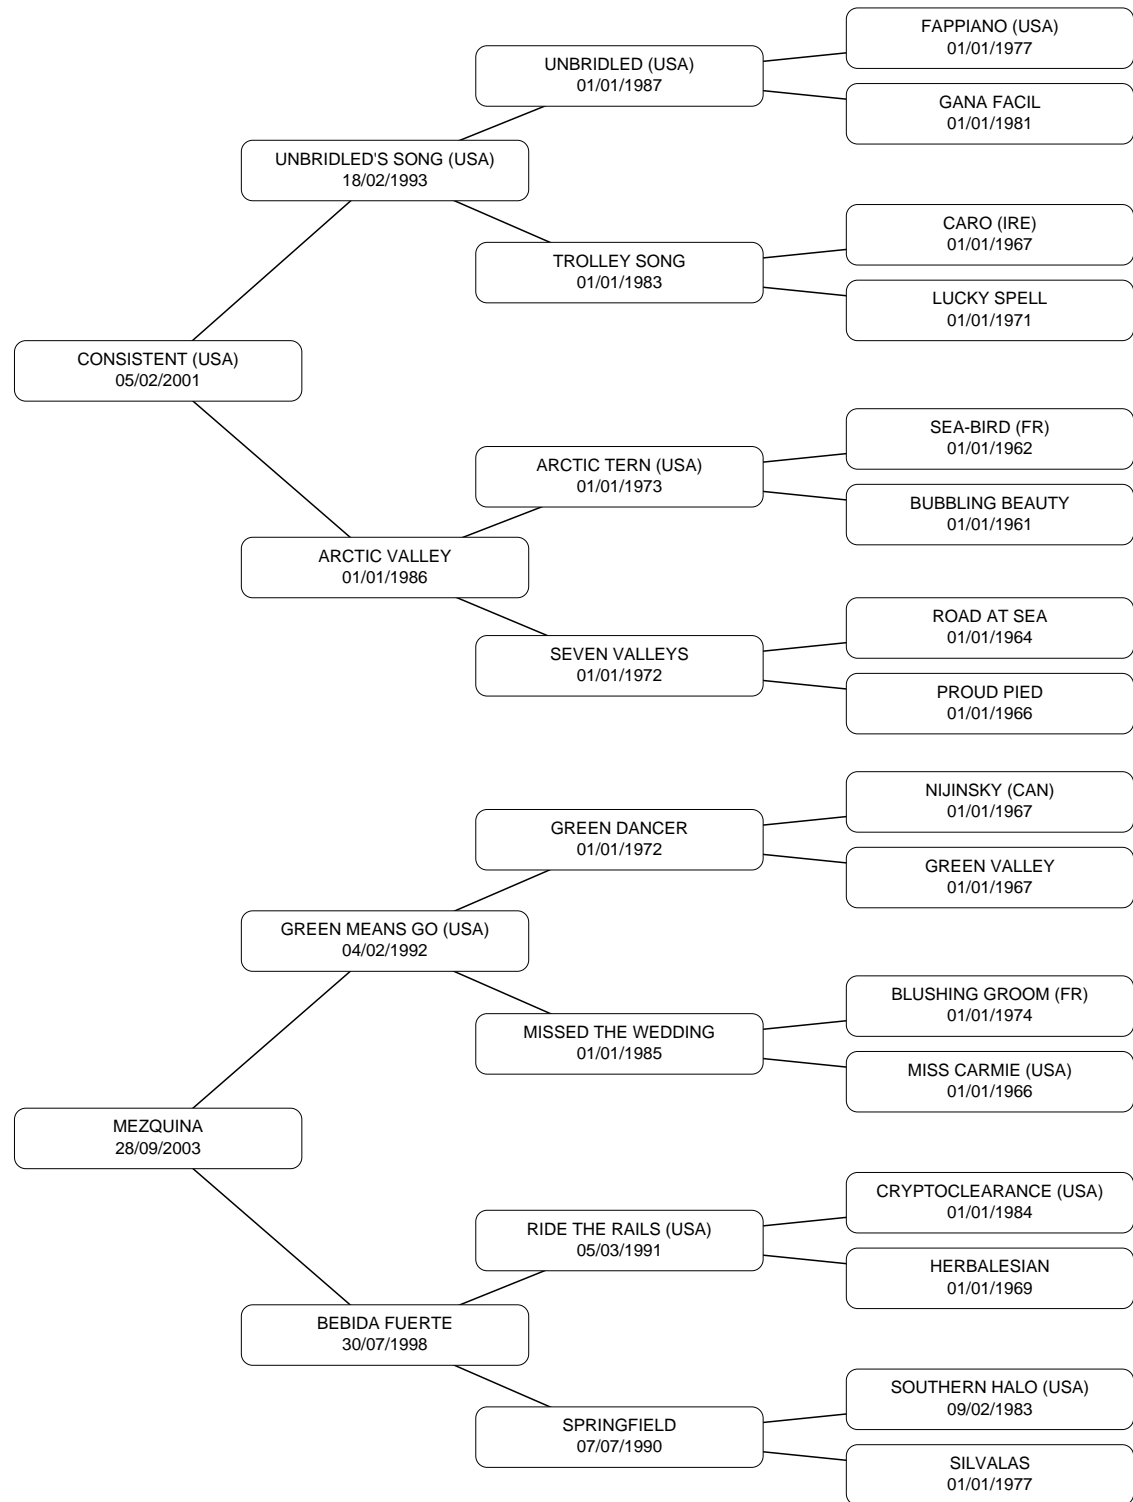 FAPPIANO (USA)
01/01/1977
UNBRIDLED (USA)
01/01/1987
GANA FACIL
01/01/1981
UNBRIDLED'S SONG (USA)
18/02/1993
CARO (IRE)
01/01/1967
TROLLEY SONG
01/01/1983
LUCKY SPELL
01/01/1971
CONSISTENT (USA)
05/02/2001
SEA-BIRD (FR)
01/01/1962
ARCTIC TERN (USA)
01/01/1973
BUBBLING BEAUTY
01/01/1961
ARCTIC VALLEY
01/01/1986
ROAD AT SEA
01/01/1964
SEVEN VALLEYS
01/01/1972
PROUD PIED
01/01/1966
NIJINSKY (CAN)
01/01/1967
GREEN DANCER
01/01/1972
GREEN VALLEY
01/01/1967
GREEN MEANS GO (USA)
04/02/1992
BLUSHING GROOM (FR)
01/01/1974
MISSED THE WEDDING
01/01/1985
MISS CARMIE (USA)
01/01/1966
MEZQUINA
28/09/2003
CRYPTOCLEARANCE (USA)
01/01/1984
RIDE THE RAILS (USA)
05/03/1991
HERBALESIAN
01/01/1969
BEBIDA FUERTE
30/07/1998
SOUTHERN HALO (USA)
09/02/1983
SPRINGFIELD
07/07/1990
SILVALAS
01/01/1977